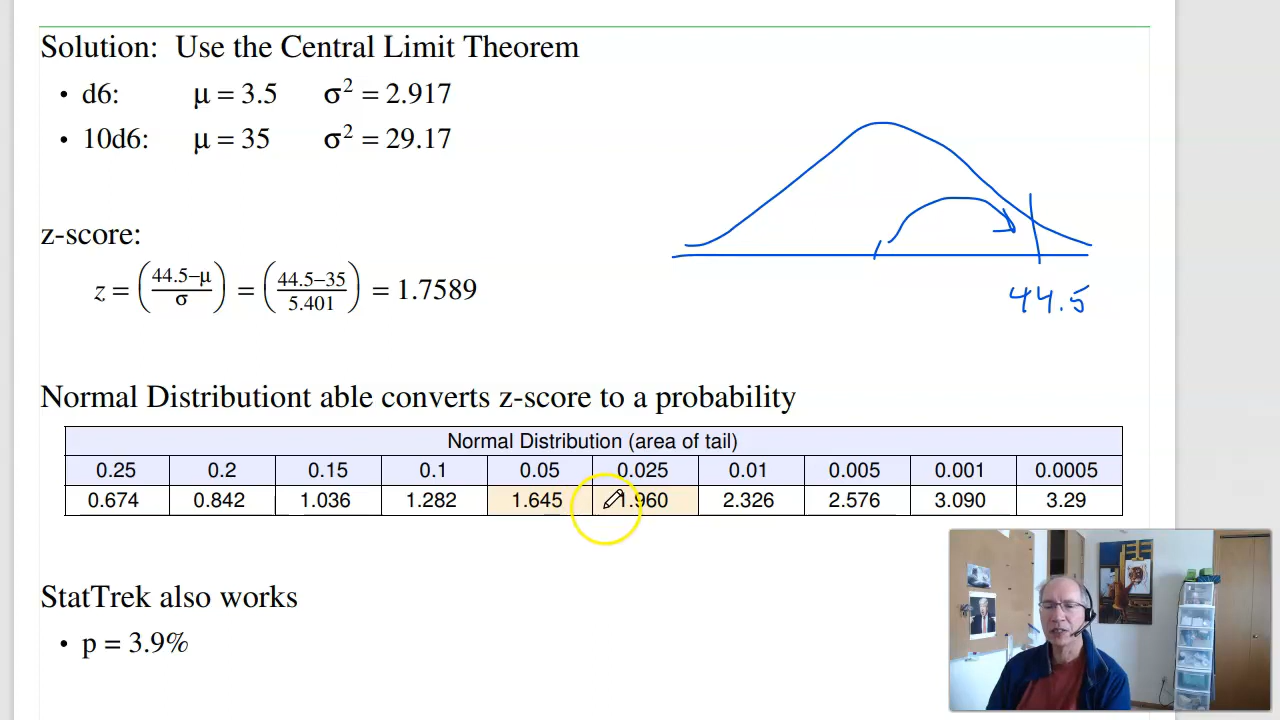 Solution: Use the Central Limit Theorem
• d6: μ = 3.5 σ² = 2.917
• 10d6: μ = 35 σ² = 29.17
44.5
z-score:
z = (44.5–μ / σ) = (44.5–35 / 5.401) = 1.7589
Normal Distributiont able converts z-score to a probability
Normal Distribution (area of tail)
0.25 0.2 0.15 0.1 0.05 0.025 0.01 0.005 0.001 0.0005
0.674 0.842 1.036 1.282 1.645 1.960 2.326 2.576 3.090 3.29
StatTrek also works
• p = 3.9%